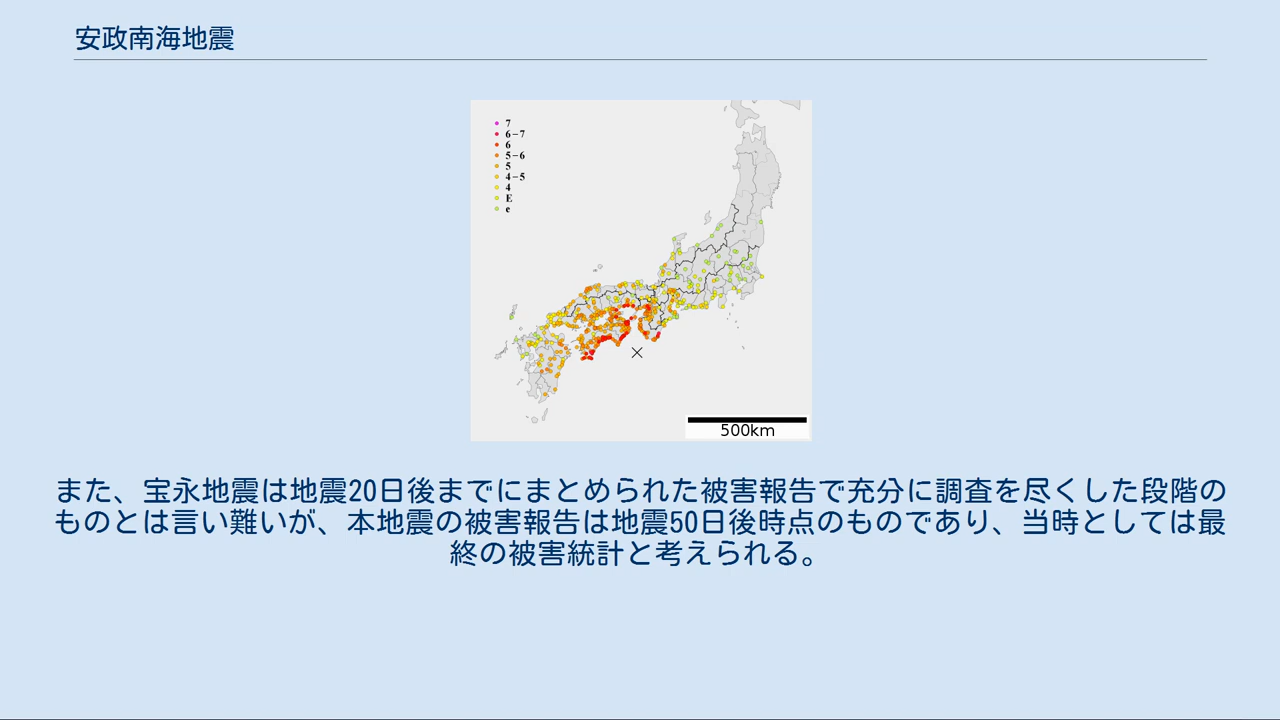 安政南海地震
7
6-7
6
5-6
5
4-5
4
E
e
500km
また、宝永地震は地震20日後までにまとめられた被害報告で充分に調査を尽くした段階の
ものとは言い難いが、本地震の被害報告は地震50日後時点のものであり、当時としては最
終の被害統計と考えられる。